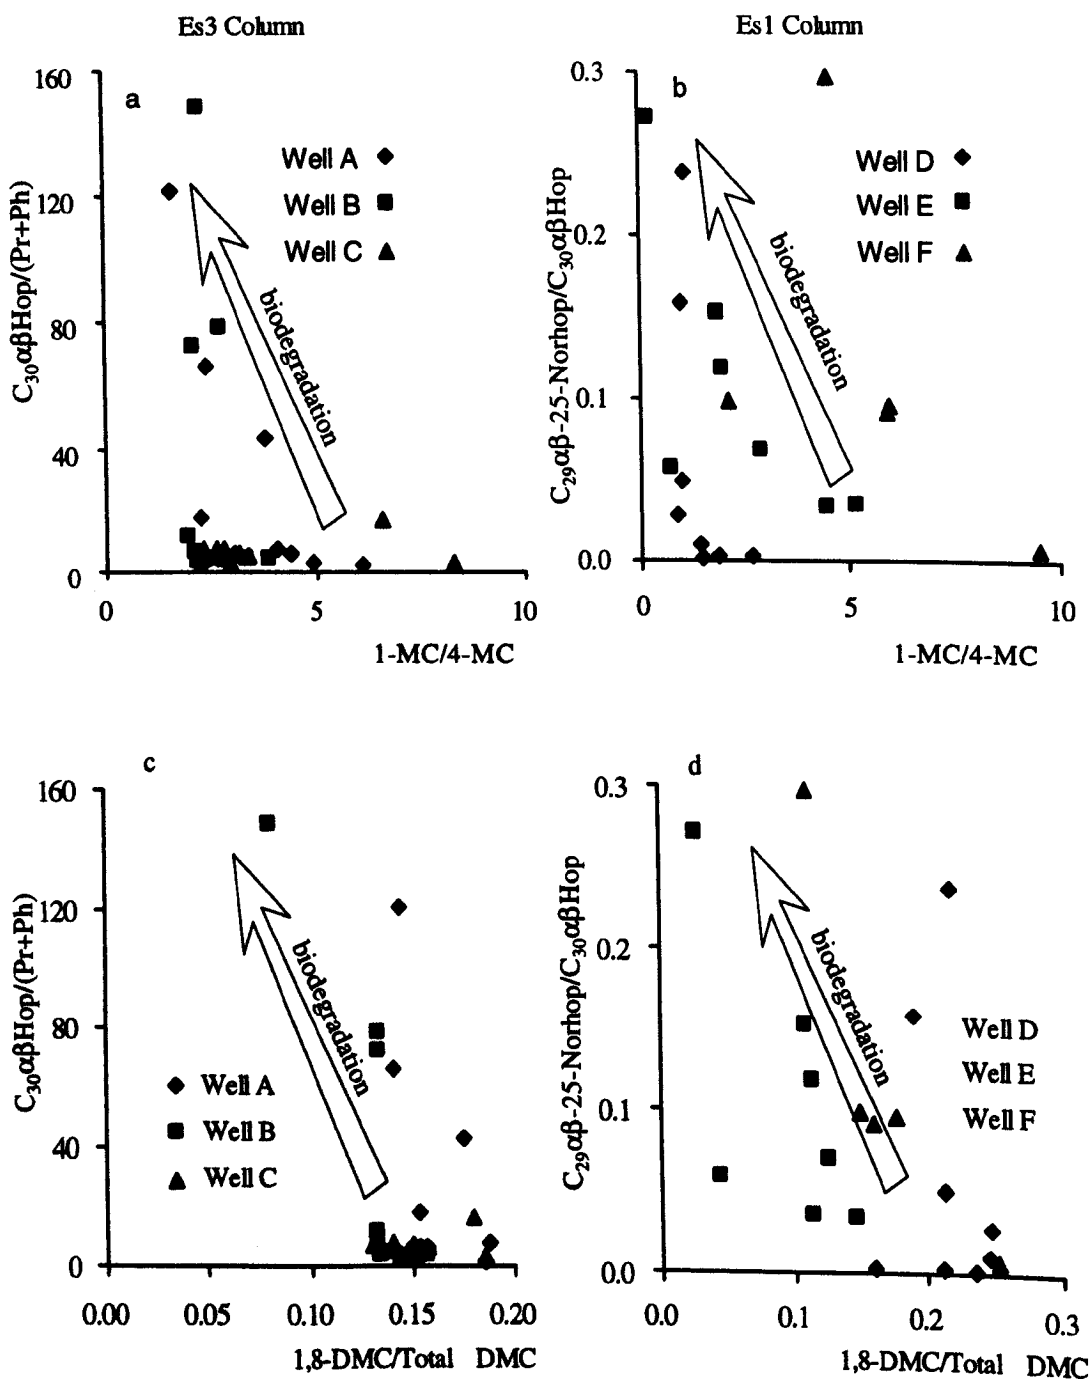 Es3 Column
Es1 Column
a
160
120
80
40
0
0
5
10
C₃₀αβHop/(Pr+Ph)
1-MC/4-MC
Well A
Well B
Well C
biodegradation
b
0.3
0.2
0.1
0.0
0
5
10
C₂₉αβ-25-Norhop/C₃₀αβHop
1-MC/4-MC
Well D
Well E
Well F
biodegradation
c
160
120
80
40
0
0.00
0.05
0.10
0.15
0.20
C₃₀αβHop/(Pr+Ph)
1,8-DMC/Total DMC
Well A
Well B
Well C
biodegradation
d
0.3
0.2
0.1
0.0
0.0
0.1
0.2
0.3
C₂₉αβ-25-Norhop/C₃₀αβHop
1,8-DMC/Total DMC
Well D
Well E
Well F
biodegradation